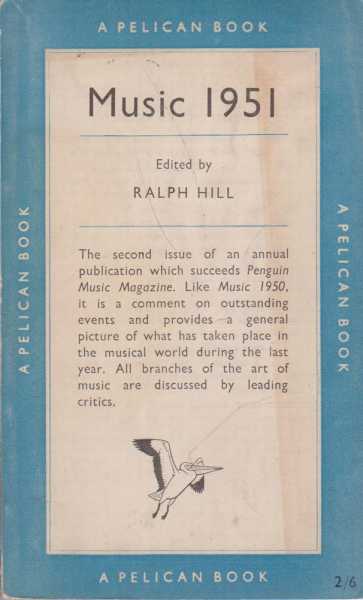 A PELICAN BOOK
Music 1951
Edited by
RALPH HILL
The second issue of an annual
publication which succeeds Penguin
Music Magazine. Like Music 1950,
it is a comment on outstanding
events and provides a general
picture of what has taken place in
the musical world during the last
year. All branches of the art of
music are discussed by leading
critics.
A PELICAN BOOK
A PELICAN BOOK
A PELICAN BOOK
2/6